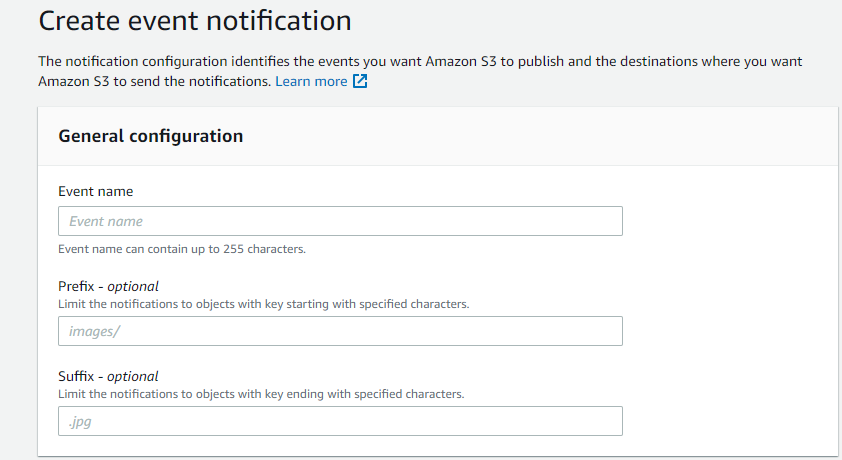 Create event notification
The notification configuration identifies the events you want Amazon S3 to publish and the destinations where you want
Amazon S3 to send the notifications. Learn more
General configuration
Event name
Event name
Event name can contain up to 255 characters.
Prefix - optional
Limit the notifications to objects with key starting with specified characters.
images/
Suffix - optional
Limit the notifications to objects with key ending with specified characters.
.jpg